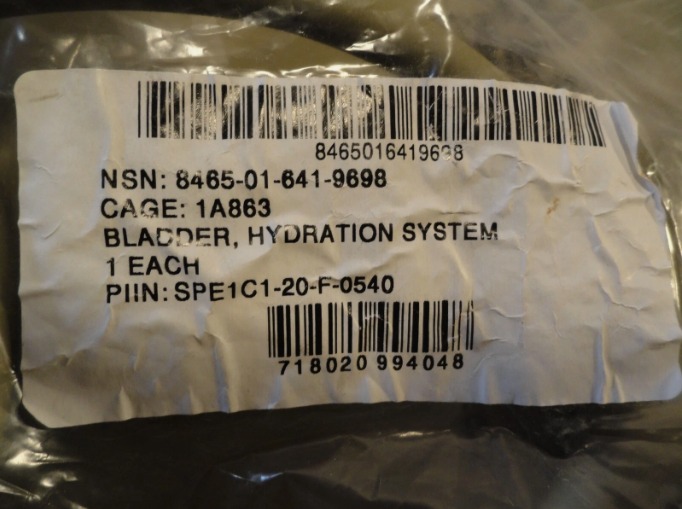 8465016419698
NSN: 8465-01-641-9698
CAGE: 1A863
BLADDER, HYDRATION SYSTEM
1 EACH
PIIN: SPE1C1-20-F-0540
718020 994048